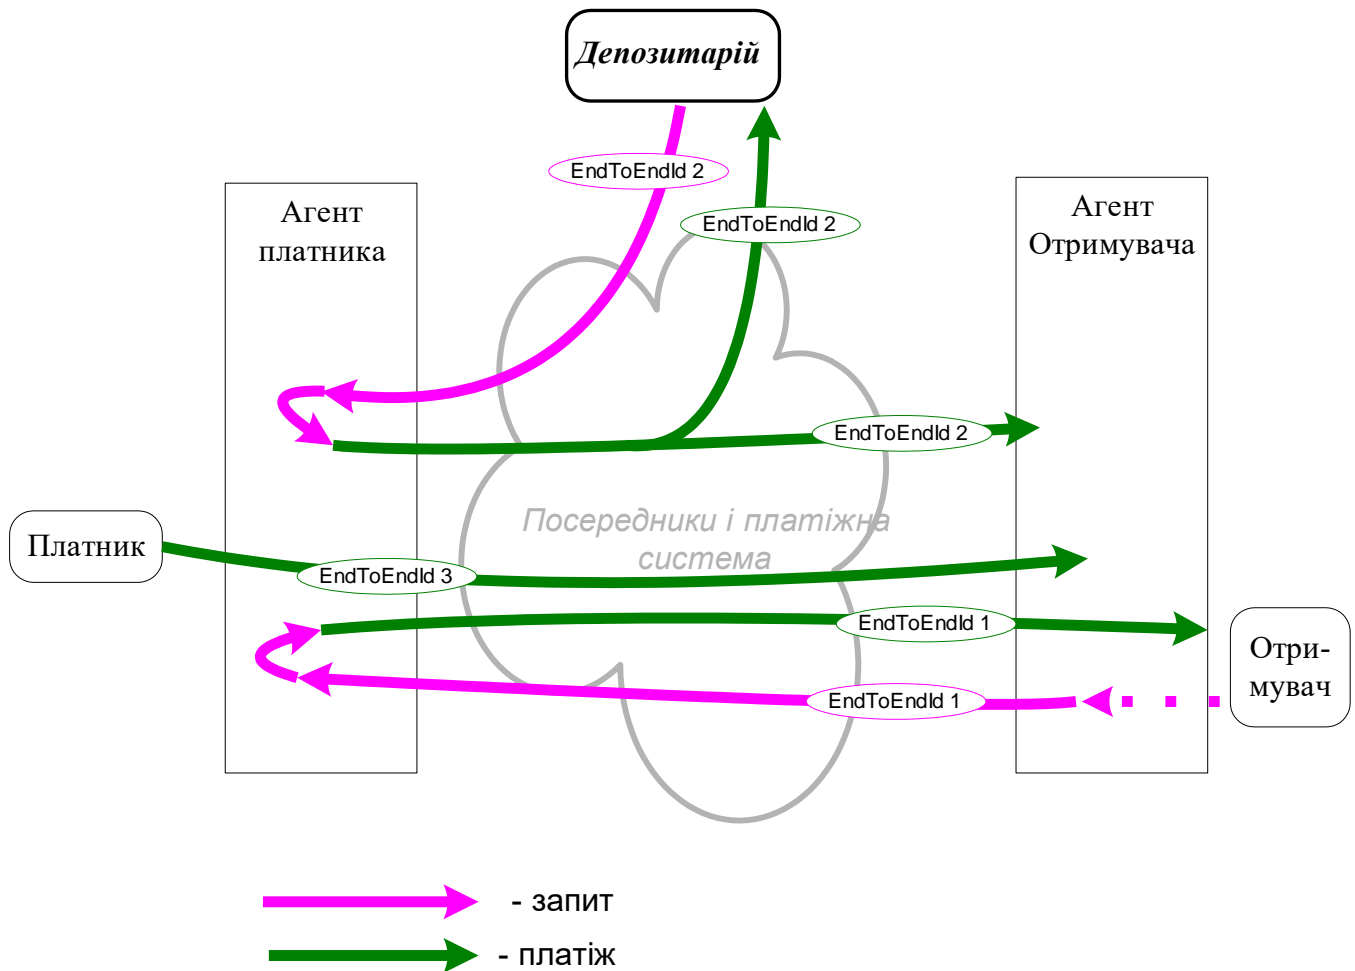 Депозитарій
EndToEndId 2
EndToEndId 2
Агент
платника
Агент
Отримувача
EndToEndId 2
Посередники і платіжна
система
Платник
EndToEndId 3
EndToEndId 1
Отри-
мувач
EndToEndId 1
- запит
- платіж